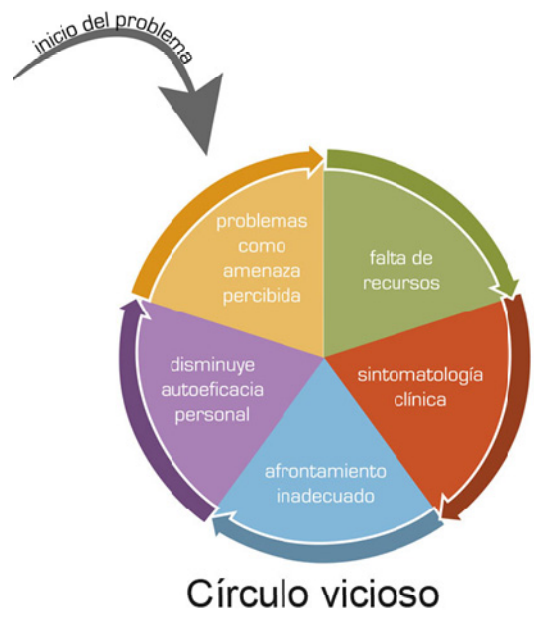 inicio del problema
problemas
como
amenaza
percibida
falta de
recursos
sintomatología
clínica
afrontamiento
inadecuado
disminuye
autoeficacia
personal
Círculo vicioso